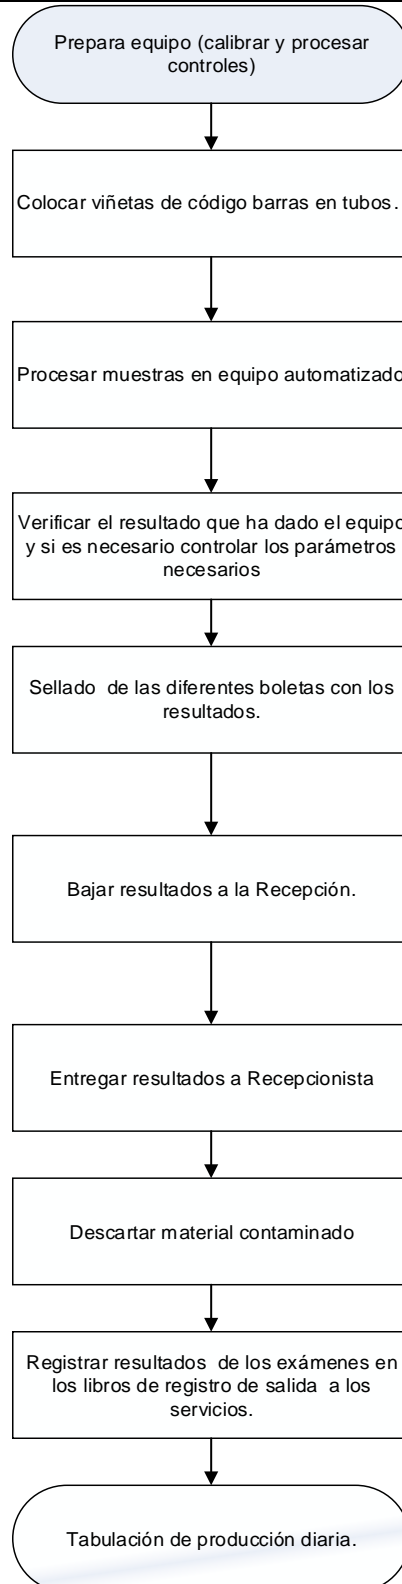 Prepara equipo (calibrar y procesar
controles)
Colocar viñetas de código barras en tubos.
Procesar muestras en equipo automatizado
Verificar el resultado que ha dado el equipo
y si es necesario controlar los parámetros
necesarios
Sellado de las diferentes boletas con los
resultados.
Bajar resultados a la Recepción.
Entregar resultados a Recepcionista
Descartar material contaminado
Registrar resultados de los exámenes en
los libros de registro de salida a los
servicios.
Tabulación de producción diaria.